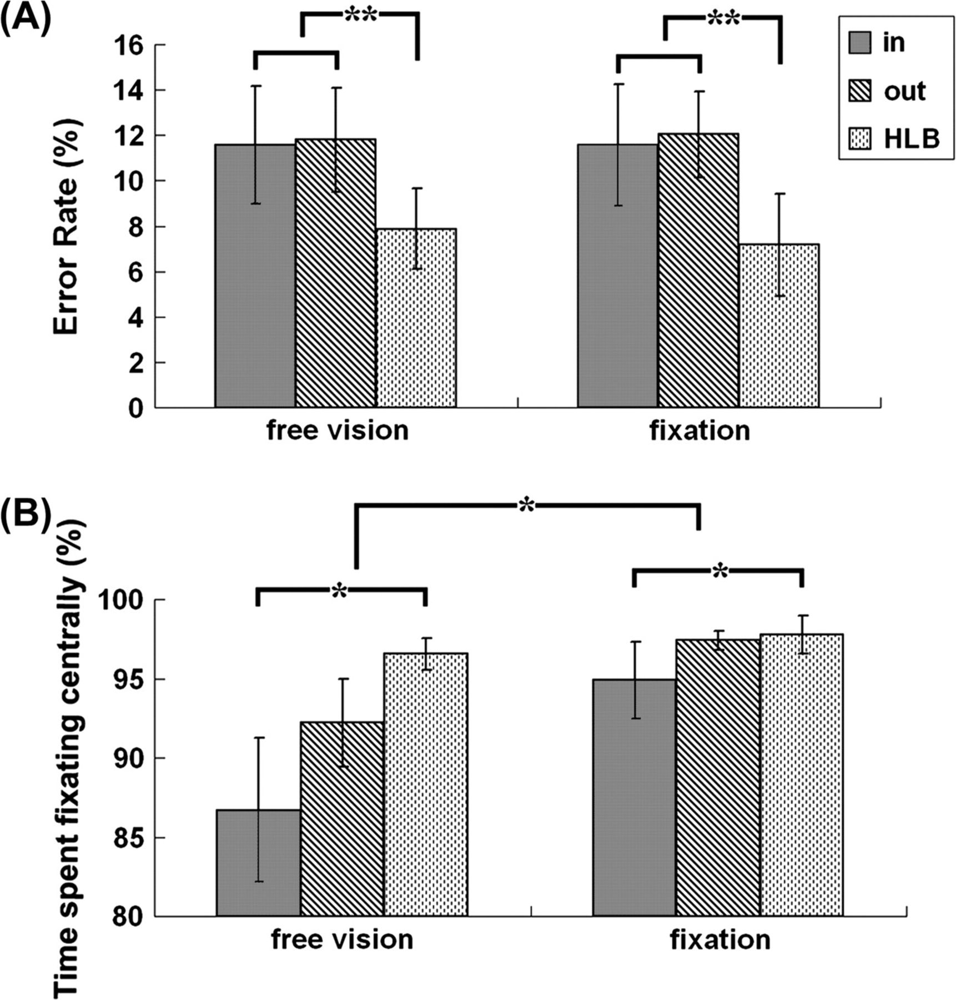 (A)
**
**
in
out
HLB
Error Rate (%)
16
14
12
10
8
6
4
2
0
free vision
fixation
(B)
*
*
*
Time spent fixating centrally (%)
100
95
90
85
80
free vision
fixation